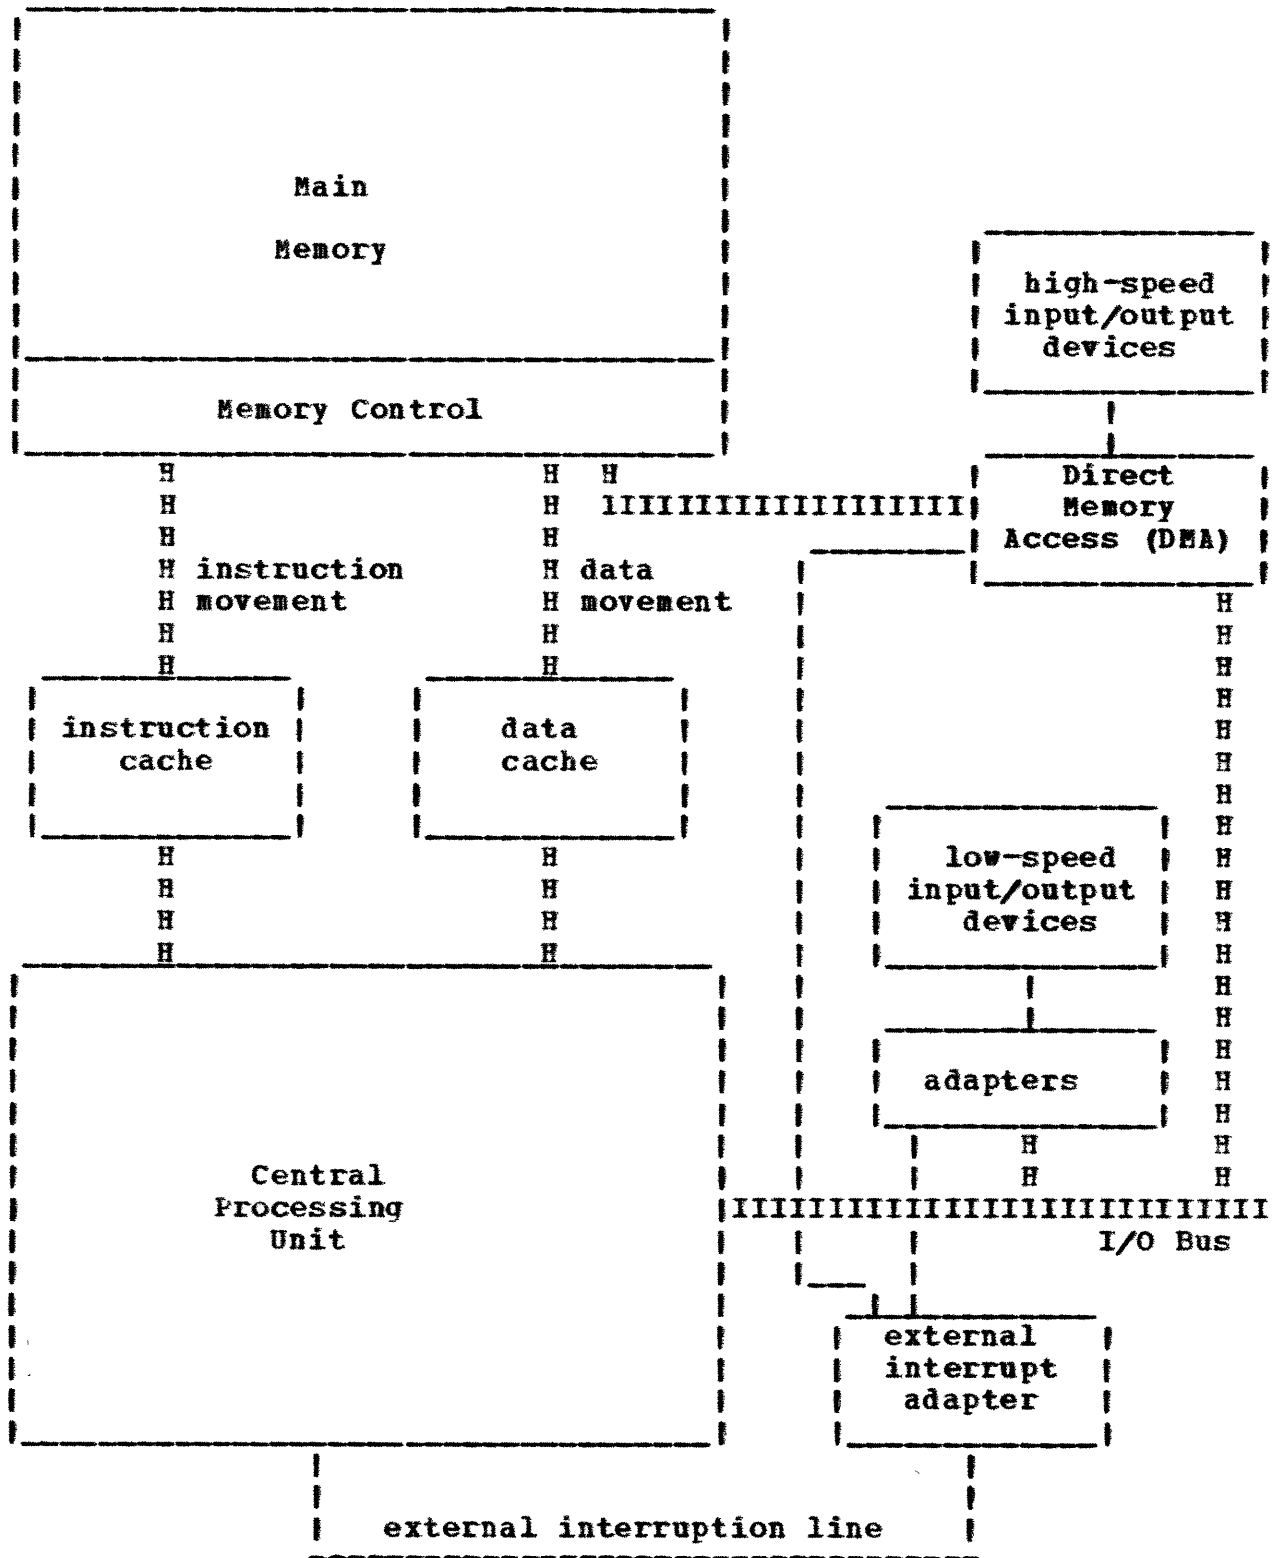 Main
Memory
Memory Control
high-speed
input/output
devices
Direct
Memory
Access (DMA)
instruction
movement
data
movement
instruction
cache
data
cache
low-speed
input/output
devices
adapters
Central
Processing
Unit
I/O Bus
external
interrupt
adapter
external interruption line